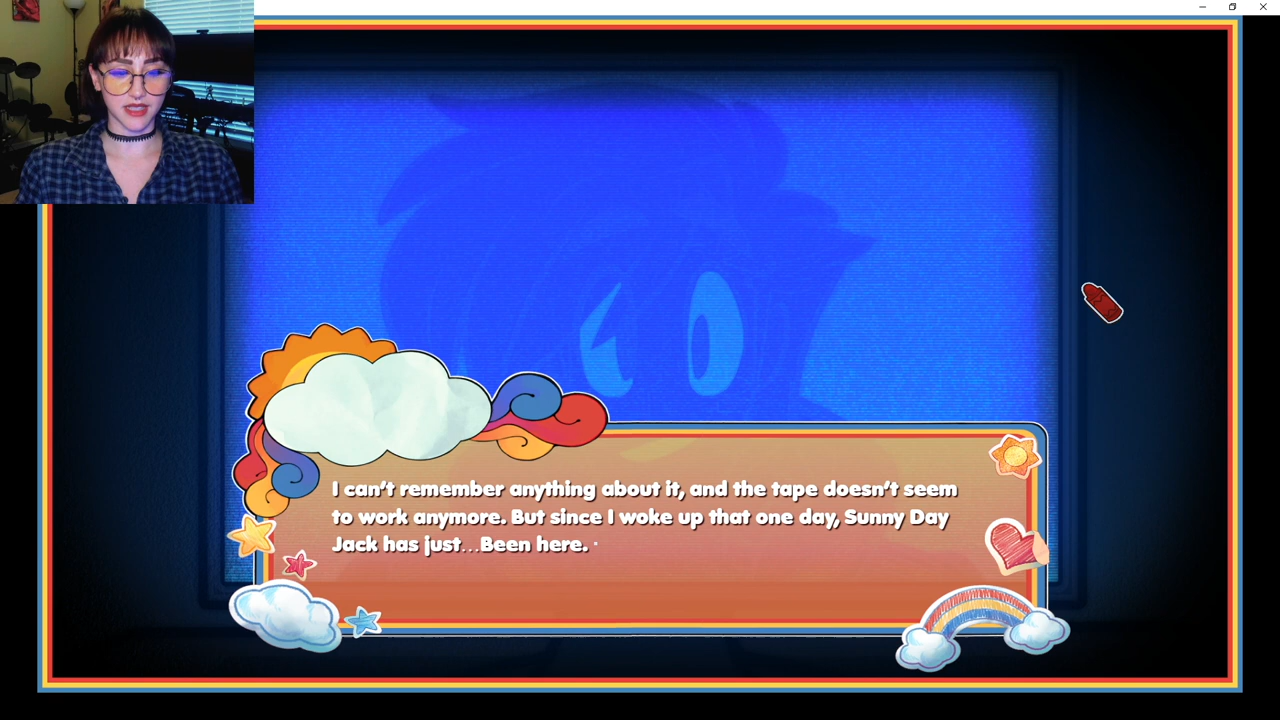 I can't remember anything about it, and the tape doesn't seem
to work anymore. But since I woke up that one day, Sunny Day
Jack has just...Been here.